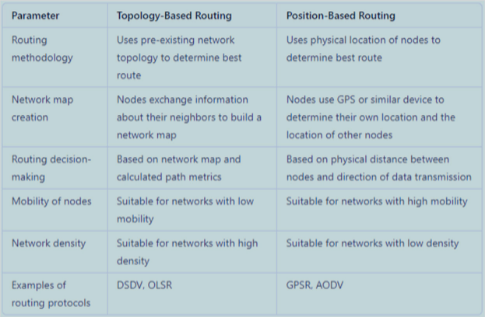 Parameter Topology-Based Routing Position-Based Routing
Routing methodology Uses pre-existing network topology to determine best route Uses physical location of nodes to determine best route
Network map creation Nodes exchange information about their neighbors to build a network map Nodes use GPS or similar device to determine their own location and the location of other nodes
Routing decision-making Based on network map and calculated path metrics Based on physical distance between nodes and direction of data transmission
Mobility of nodes Suitable for networks with low mobility Suitable for networks with high mobility
Network density Suitable for networks with high density Suitable for networks with low density
Examples of routing protocols DSDV, OLSR GPSR, AODV